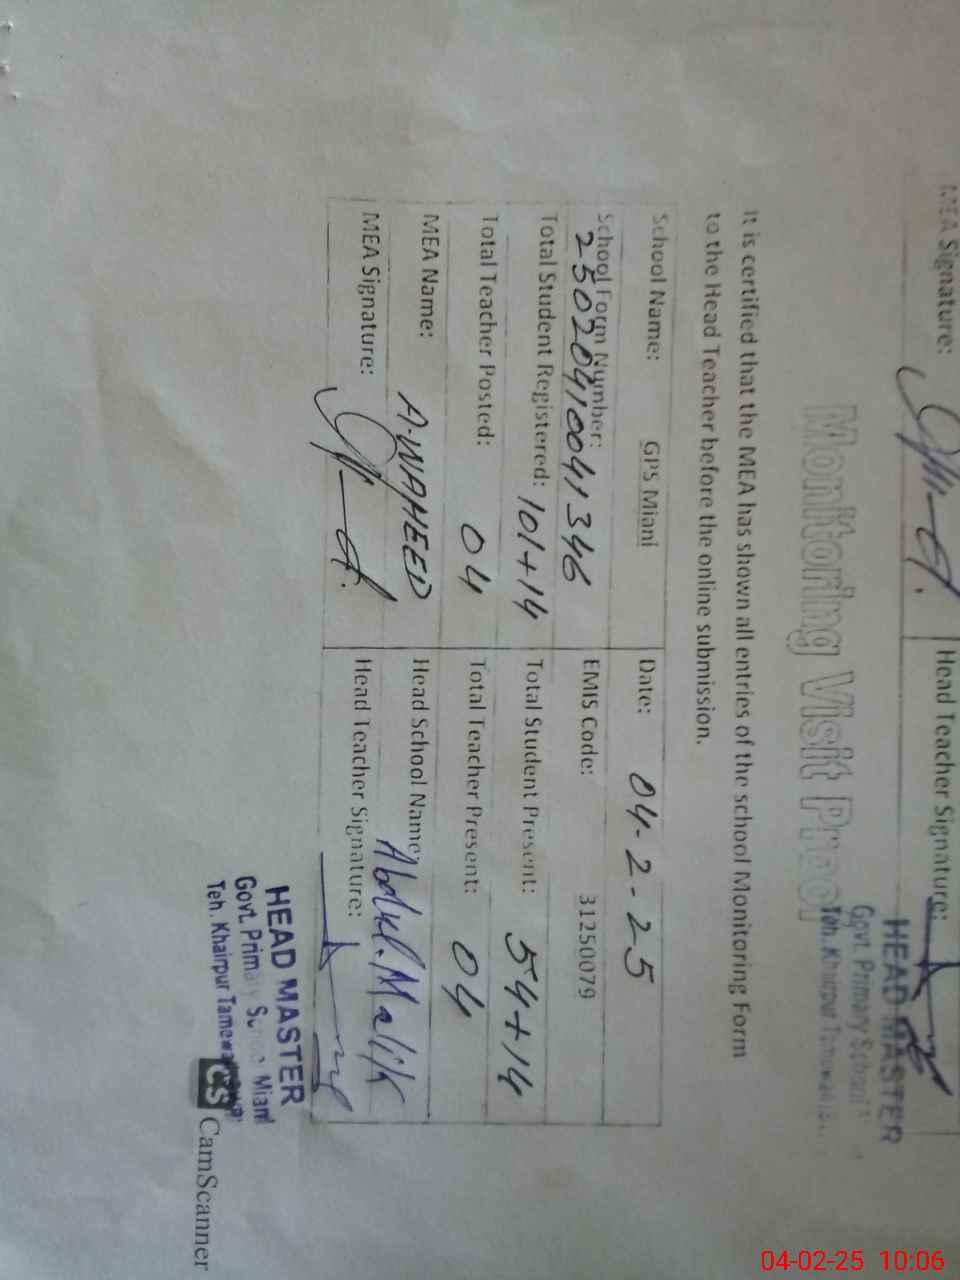 MEA Signature:
Head Teacher Signature:
HEAD MASTER
Govt. Primary School
Teh. Khairpur Tamewali
Monitoring Visit Proof
It is certified that the MEA has shown all entries of the school Monitoring Form
to the Head Teacher before the online submission.
School Name: GPS Miani
Date: 04-2-25
School Form Number:
25020410041346
EMIS Code: 31250079
Total Student Registered: 101+14
Total Student Present: 54+14
Total Teacher Posted: 04
Total Teacher Present: 04
MEA Name: A.WAHEED
Head School Name: Abdul.Malik
MEA Signature:
Head Teacher Signature:
HEAD MASTER
Govt. Primary School Miani
Teh. Khairpur Tamewali
CS CamScanner
04-02-25 10:06